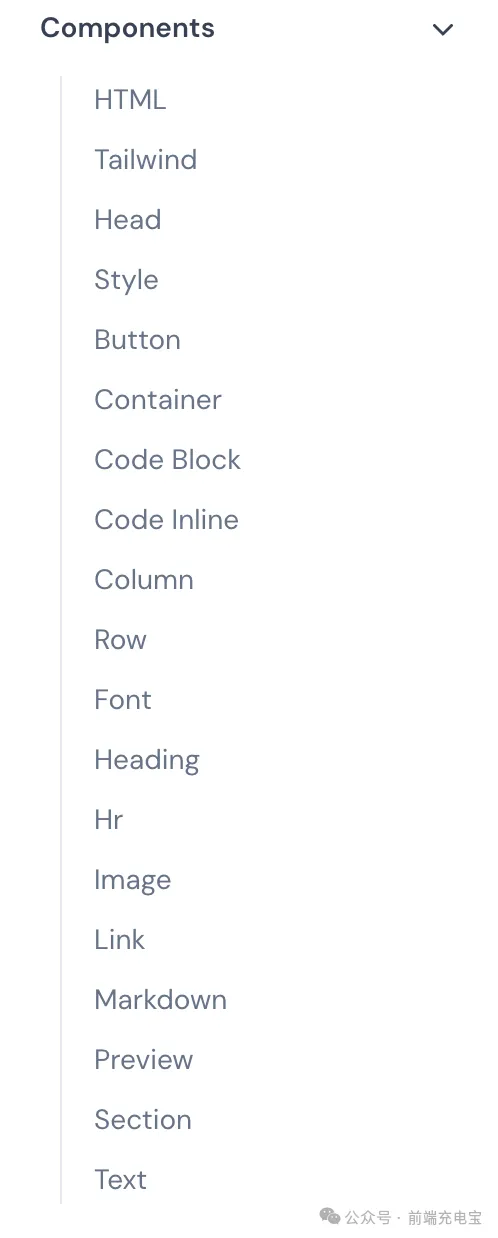 Components
HTML
Tailwind
Head
Style
Button
Container
Code Block
Code Inline
Column
Row
Font
Heading
Hr
Image
Link
Markdown
Preview
Section
Text
公众号 · 前端充电宝